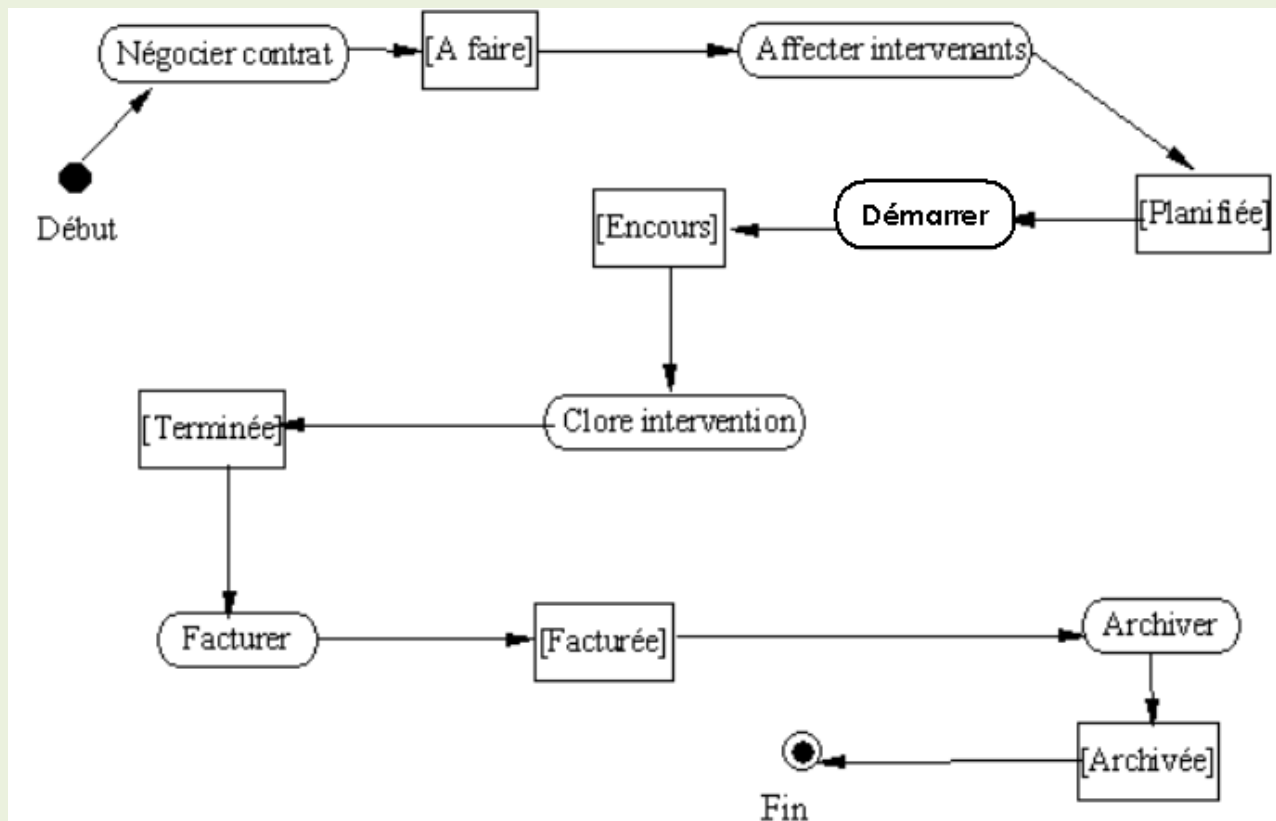 Négocier contrat
[A faire]
Affecter intervenants
Début
[Encours]
Démarrer
[Planifiée]
[Terminée]
Clore intervention
Facturer
[Facturée]
Archiver
[Archivée]
Fin